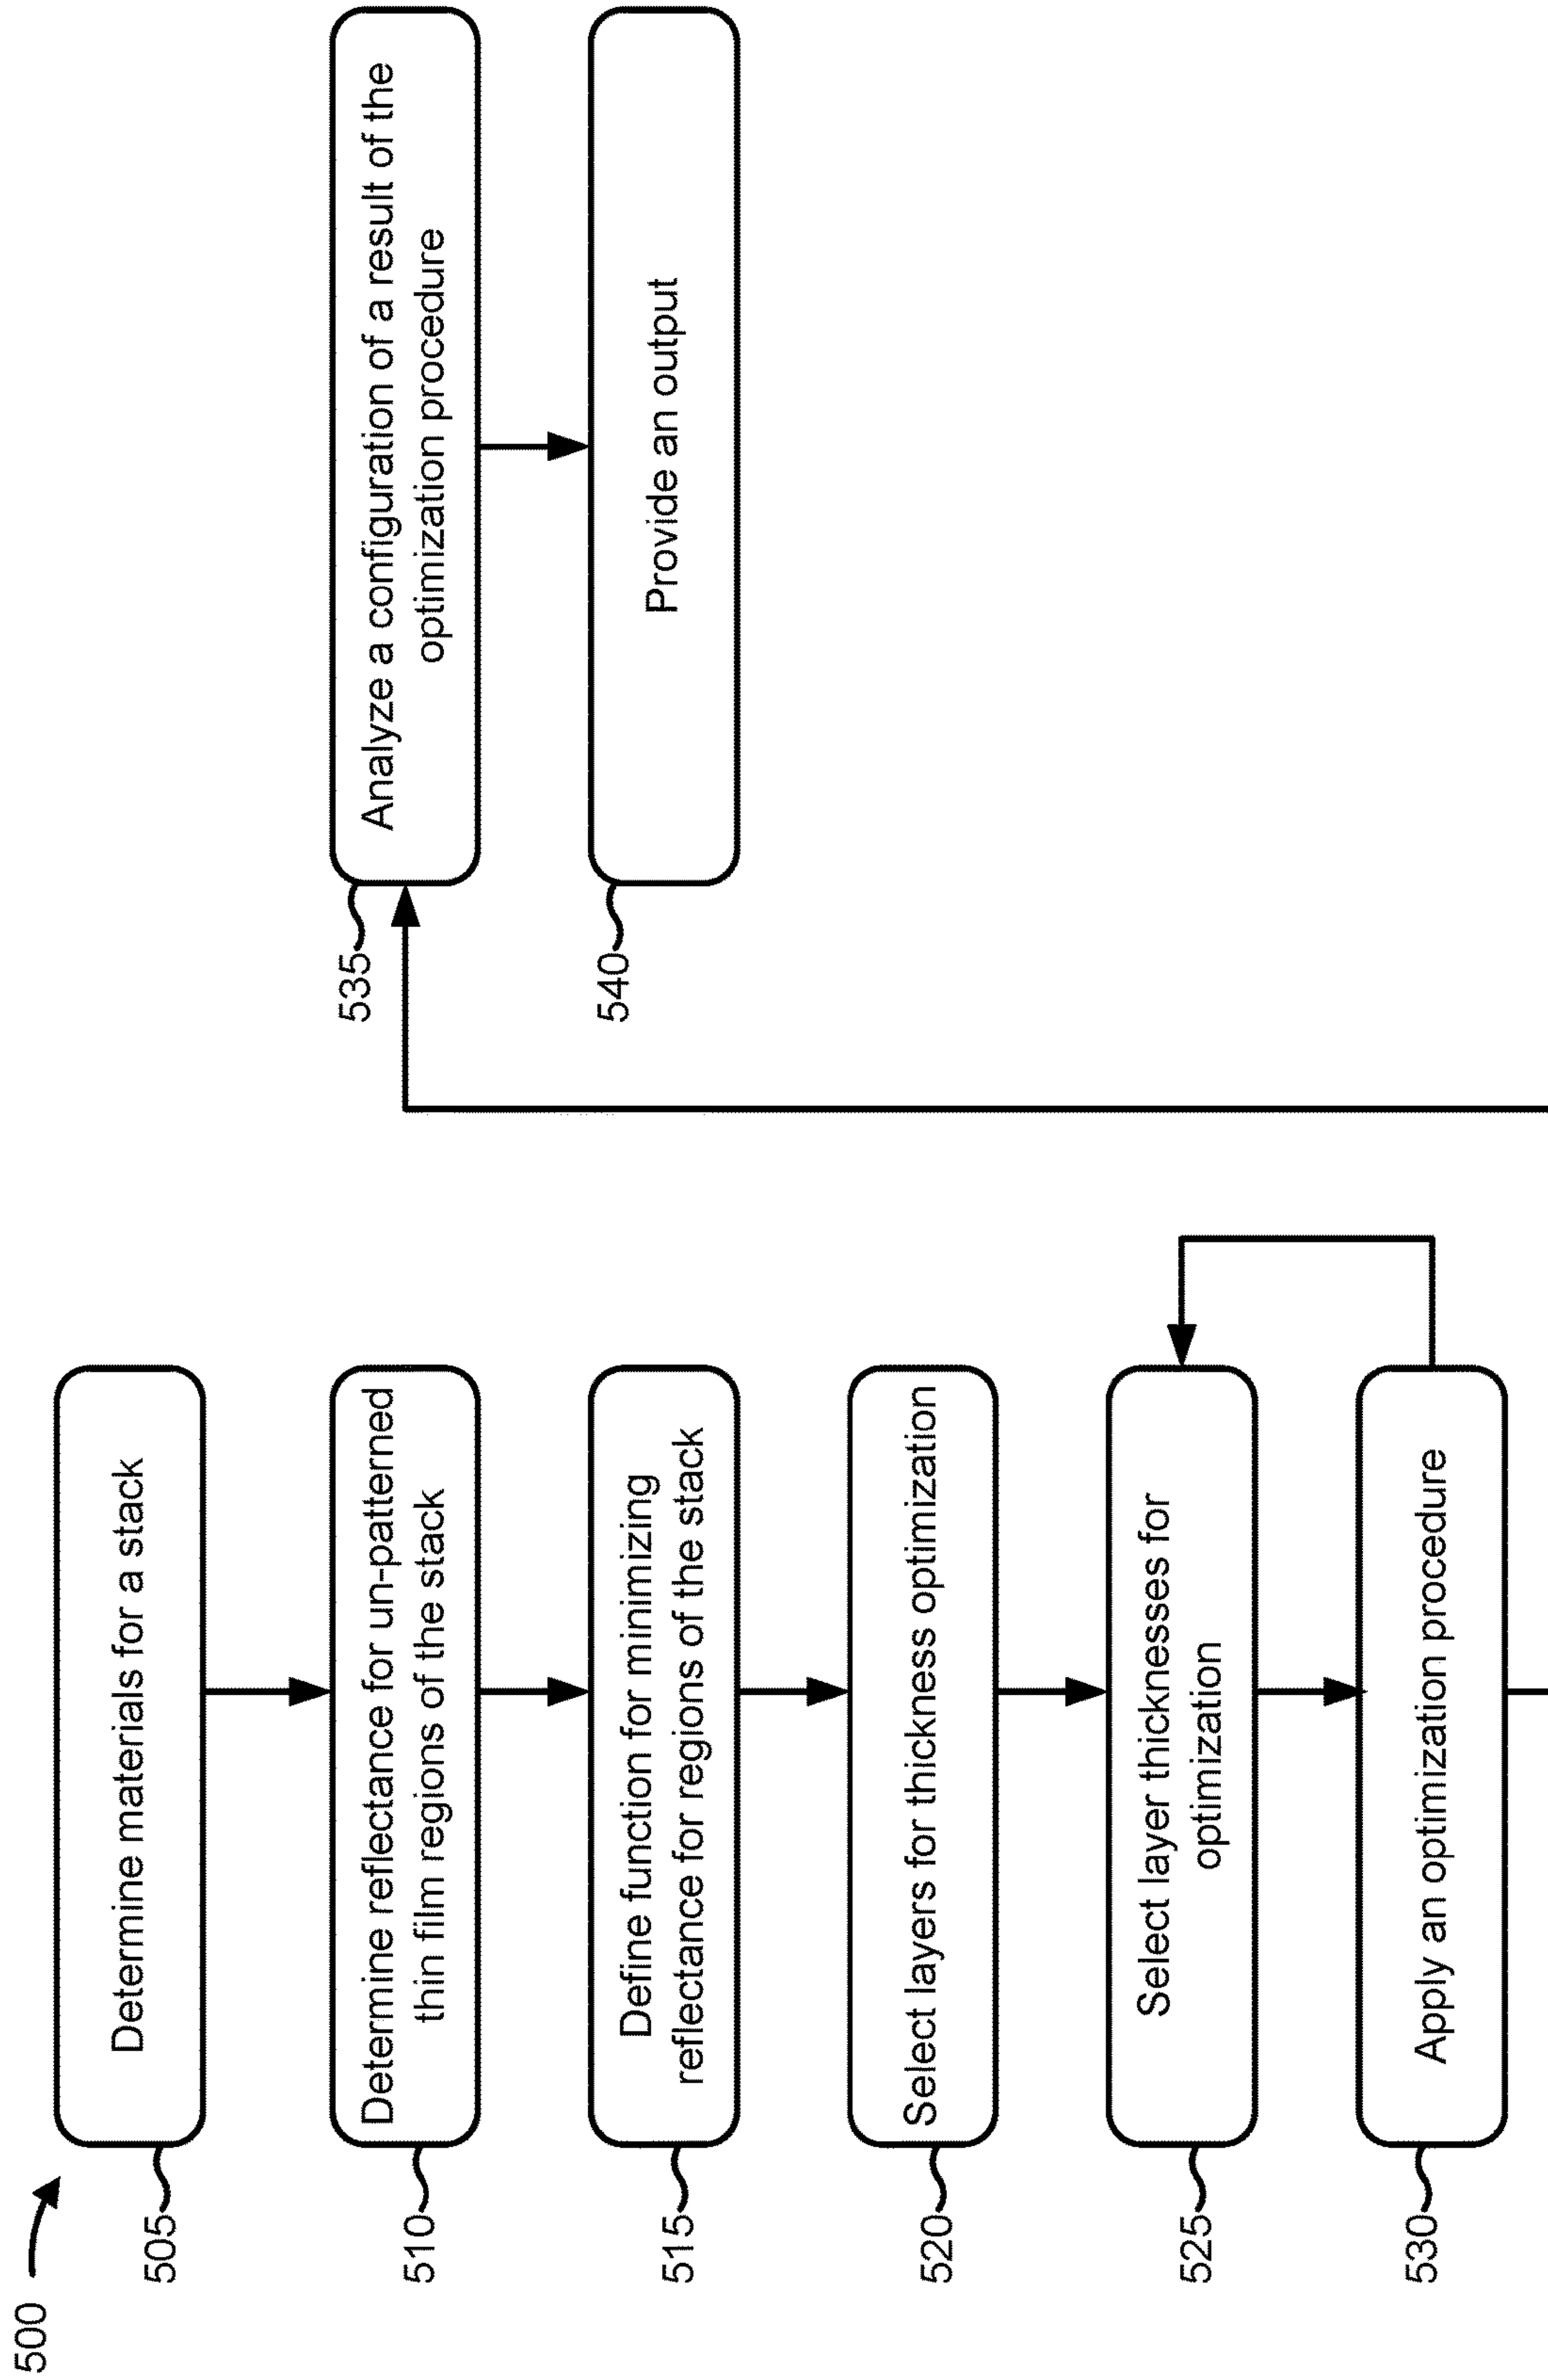 500
505
Determine materials for a stack
510
Determine reflectance for un-patterned
thin film regions of the stack
515
Define function for minimizing
reflectance for regions of the stack
520
Select layers for thickness optimization
525
Select layer thicknesses for
optimization
530
Apply an optimization procedure
535
Analyze a configuration of a result of the
optimization procedure
540
Provide an output